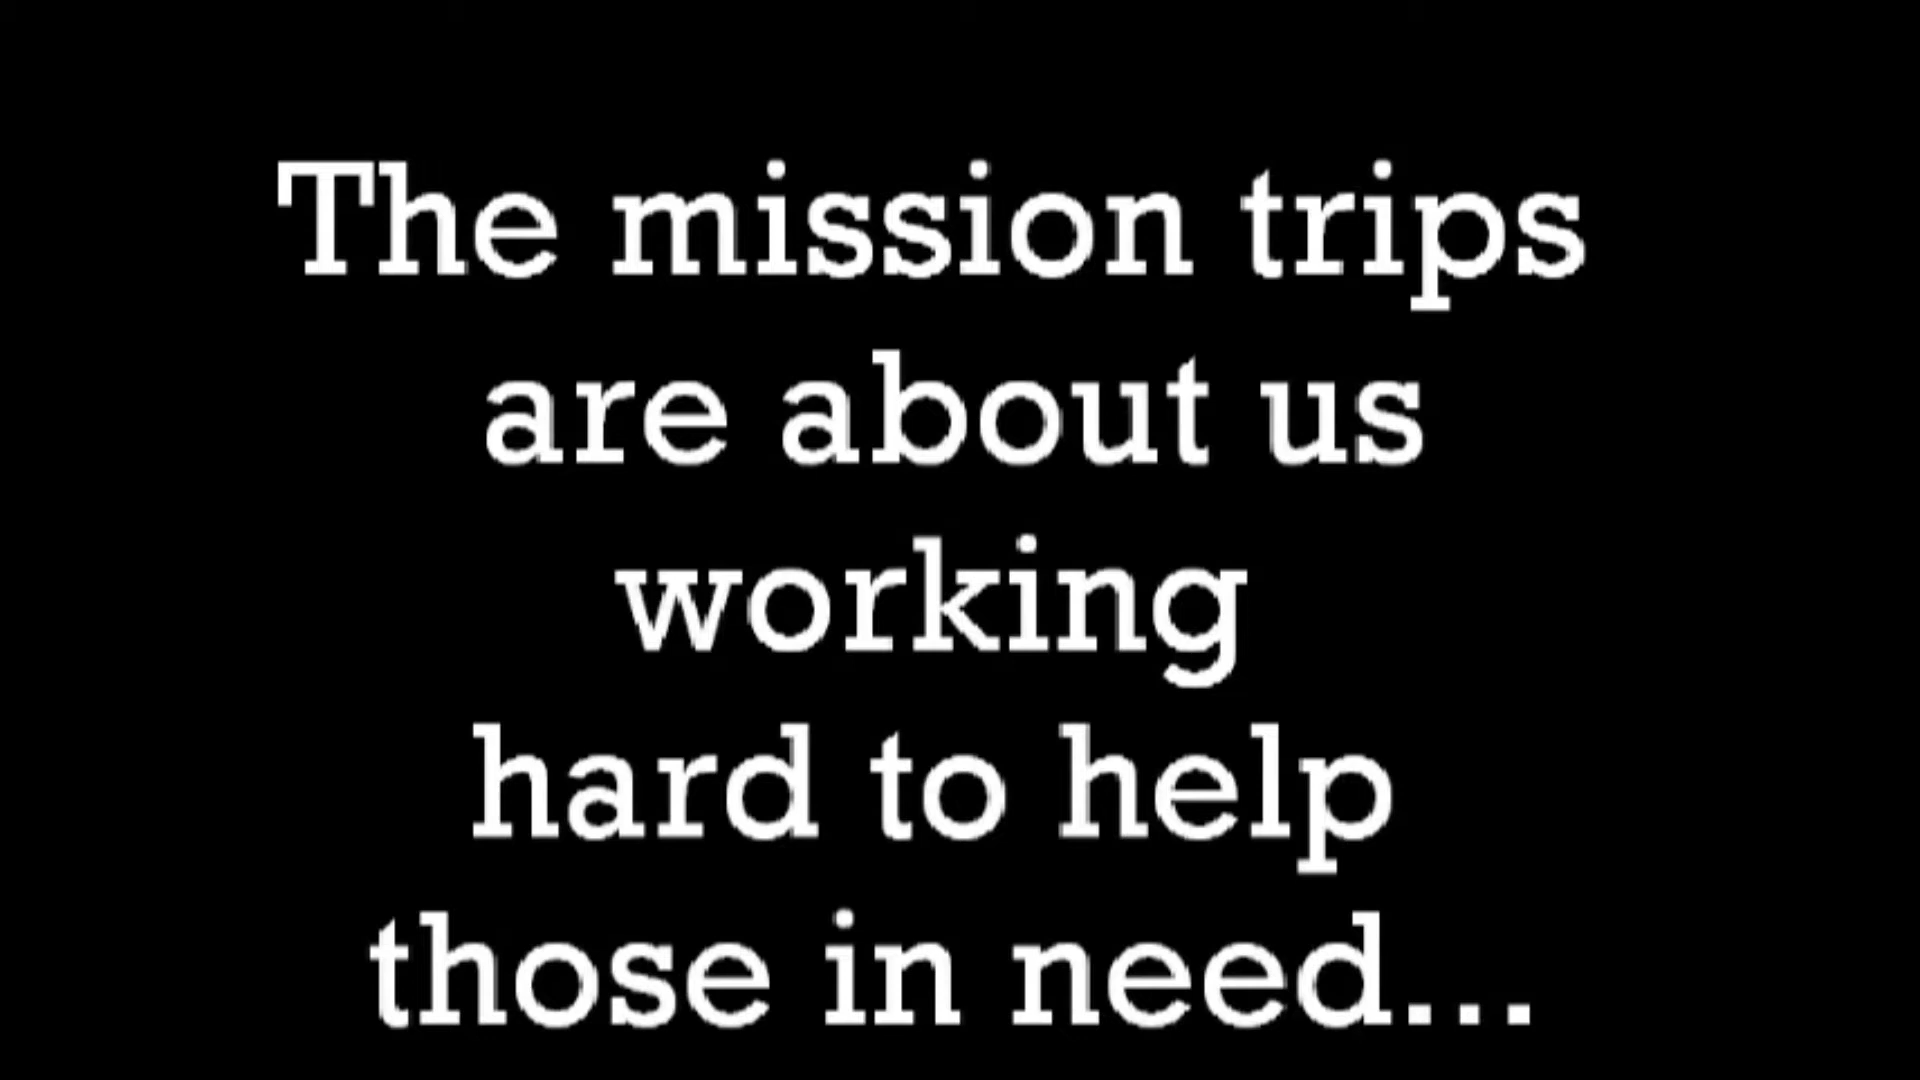 The mission trips
are about us
working
hard to help
those in need...